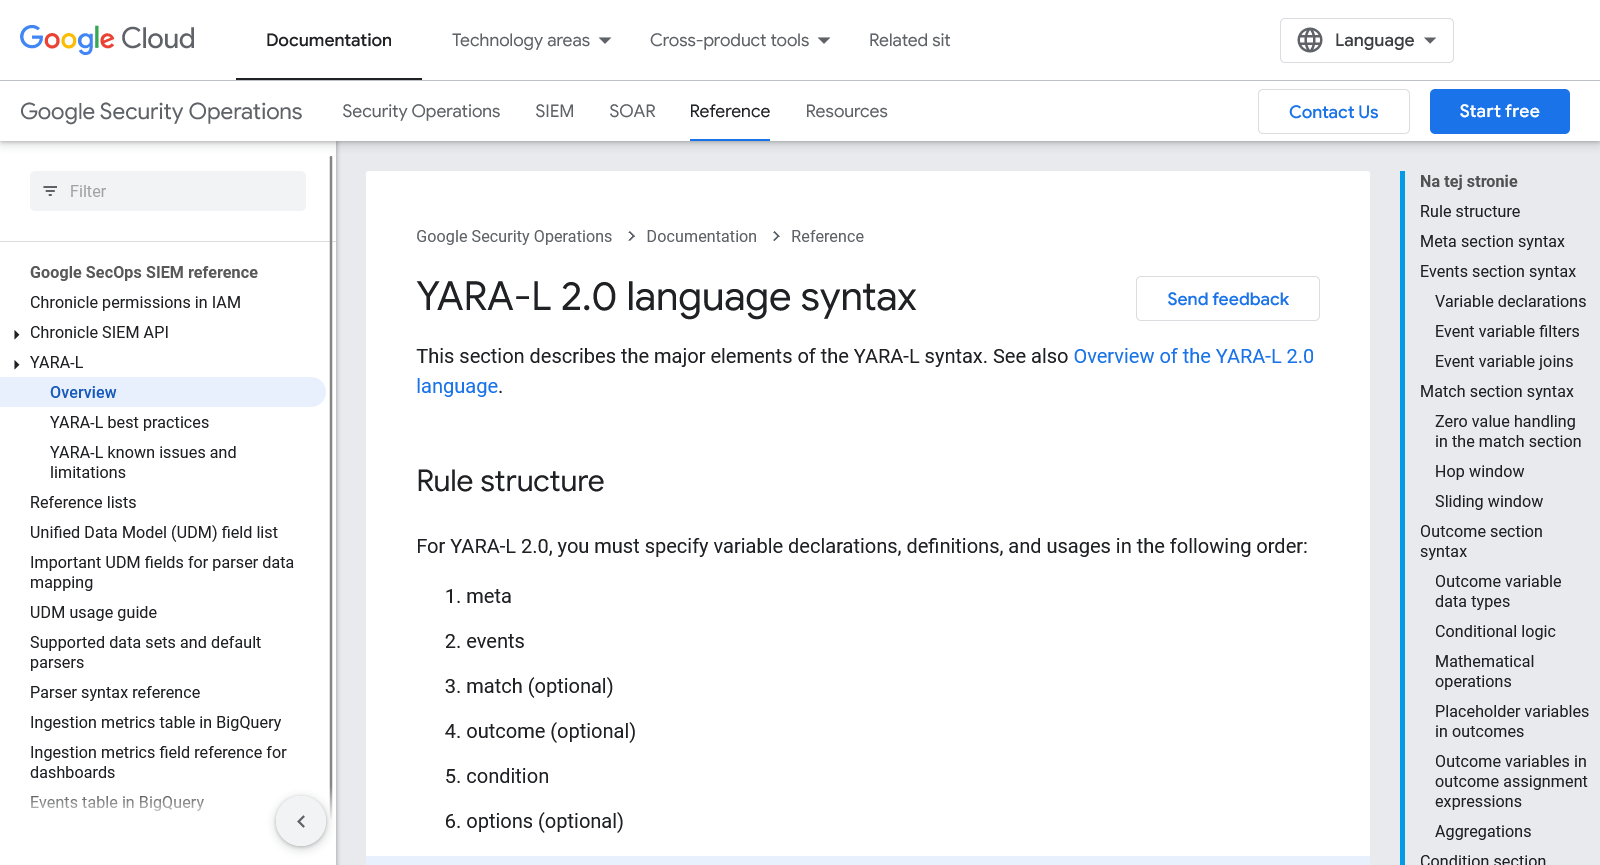 Google Cloud
Documentation
Technology areas
Cross-product tools
Related sit
Language
Google Security Operations
Security Operations
SIEM
SOAR
Reference
Resources
Contact Us
Start free
Filter
Google SecOps SIEM reference
Chronicle permissions in IAM
Chronicle SIEM API
YARA-L
Overview
YARA-L best practices
YARA-L known issues and
limitations
Reference lists
Unified Data Model (UDM) field list
Important UDM fields for parser data
mapping
UDM usage guide
Supported data sets and default
parsers
Parser syntax reference
Ingestion metrics table in BigQuery
Ingestion metrics field reference for
dashboards
Events table in BigQuery
Google Security Operations
Documentation
Reference
YARA-L 2.0 language syntax
Send feedback
This section describes the major elements of the YARA-L syntax. See also Overview of the YARA-L 2.0
language.
Rule structure
For YARA-L 2.0, you must specify variable declarations, definitions, and usages in the following order:
1. meta
2. events
3. match (optional)
4. outcome (optional)
5. condition
6. options (optional)
Na tej stronie
Rule structure
Meta section syntax
Events section syntax
Variable declarations
Event variable filters
Event variable joins
Match section syntax
Zero value handling
in the match section
Hop window
Sliding window
Outcome section
syntax
Outcome variable
data types
Conditional logic
Mathematical
operations
Placeholder variables
in outcomes
Outcome variables in
outcome assignment
expressions
Aggregations
Condition section